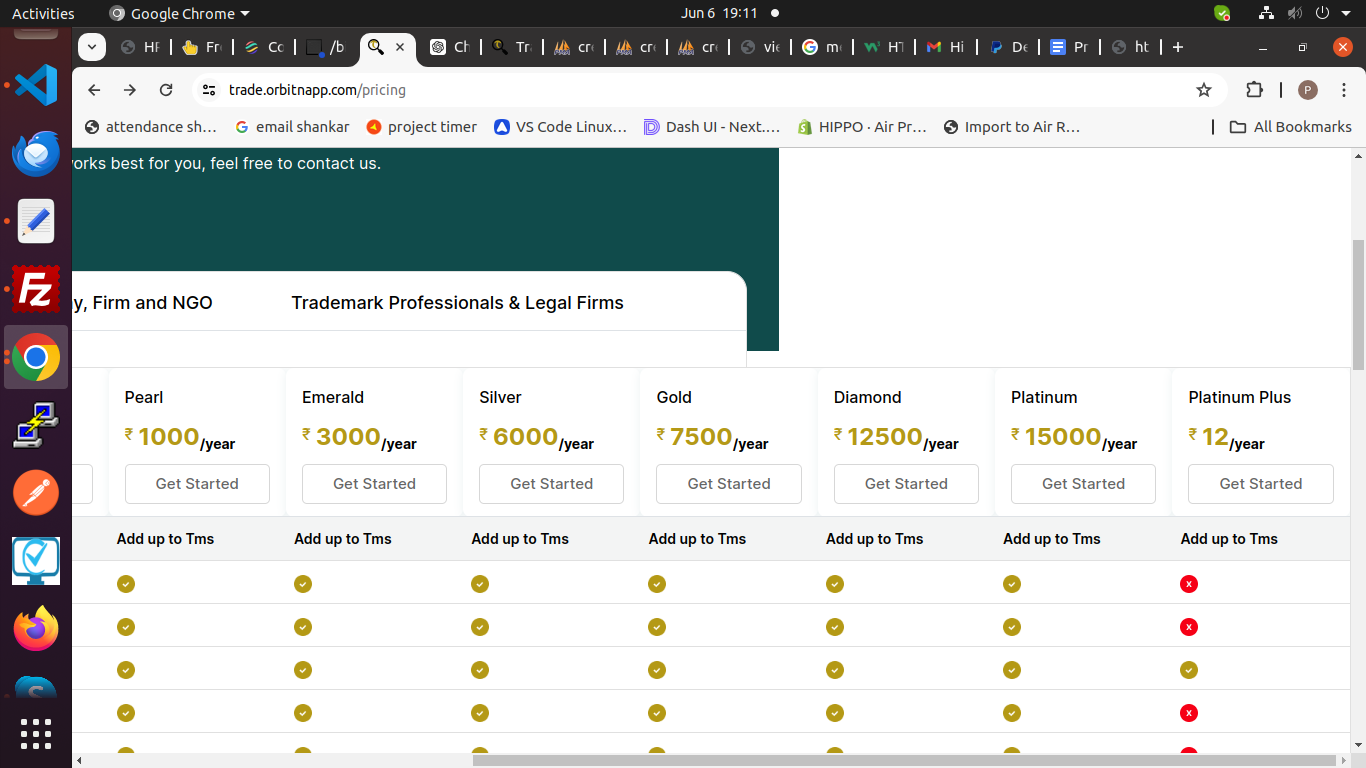 Activities Google Chrome Jun 6 19:11
HF Fr Co /b Ch Tr cre cre cre vie me HT Hi De Pr ht
trade.orbitnapp.com/pricing P
attendance sh... email shankar project timer VS Code Linux... Dash UI - Next.... HIPPO · Air Pr... Import to Air R... All Bookmarks
orks best for you, feel free to contact us.
y, Firm and NGO Trademark Professionals & Legal Firms
Pearl Emerald Silver Gold Diamond Platinum Platinum Plus
₹ 1000/year ₹ 3000/year ₹ 6000/year ₹ 7500/year ₹ 12500/year ₹ 15000/year ₹ 12/year
Get Started Get Started Get Started Get Started Get Started Get Started Get Started
Add up to Tms Add up to Tms Add up to Tms Add up to Tms Add up to Tms Add up to Tms Add up to Tms